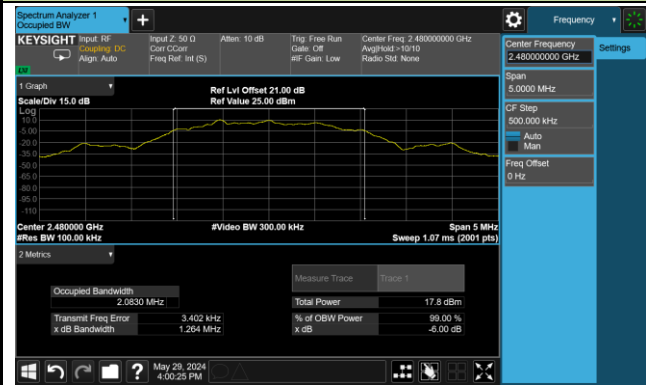 Spectrum Analyzer 1
Occupied BW
Frequency
KEYSIGHT
Input: RF
Coupling: DC
Align: Auto
Input Z: 50 Ω
Corr CCorr
Freq Ref: Int (S)
Atten: 10 dB
Trig: Free Run
Gate: Off
#IF Gain: Low
Center Freq: 2.480000000 GHz
Avg|Hold:>10/10
Radio Std: None
Center Frequency
2.480000000 GHz
Settings
Span
5.0000 MHz
CF Step
500.000 kHz
Auto
Man
Freq Offset
0 Hz
1 Graph
Scale/Div 15.0 dB
Ref Lvl Offset 21.00 dB
Ref Value 25.00 dBm
Log
10.0
-5.00
-20.0
-35.0
-50.0
-65.0
-80.0
-95.0
-110
Center 2.480000 GHz
#Res BW 100.00 kHz
#Video BW 300.00 kHz
Span 5 MHz
Sweep 1.07 ms (2001 pts)
2 Metrics
Measure Trace
Trace 1
Occupied Bandwidth
2.0830 MHz
Total Power
17.8 dBm
Transmit Freq Error
3.402 kHz
% of OBW Power
99.00 %
x dB Bandwidth
1.264 MHz
x dB
-6.00 dB
May 29, 2024
4:00:25 PM